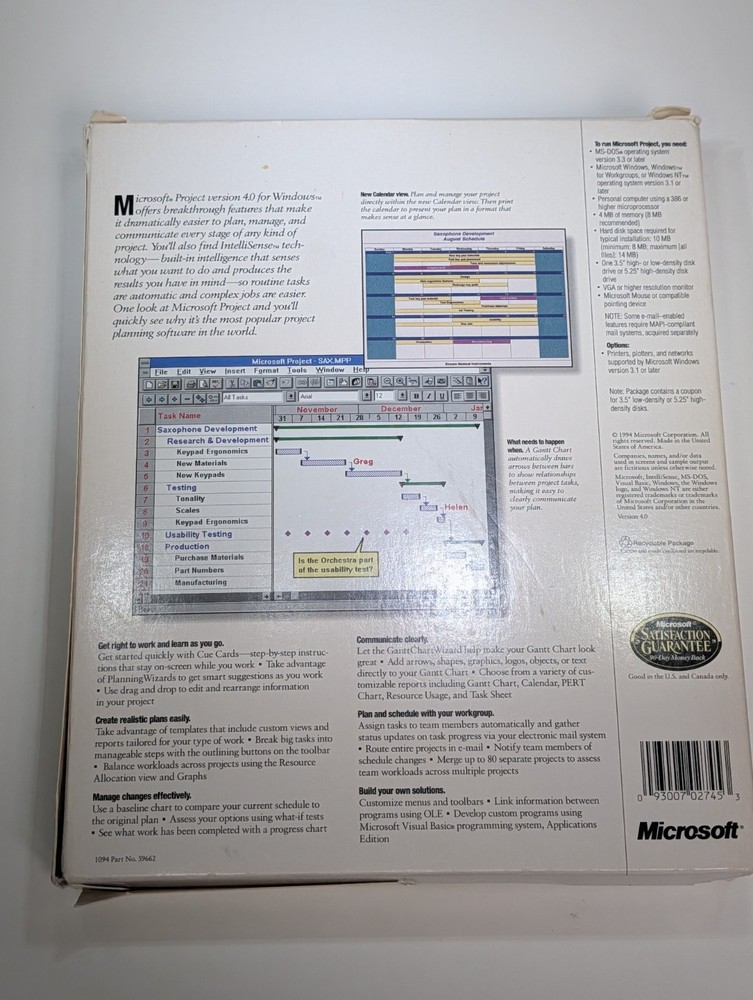 Microsoft® Project version 4.0 for Windows™
offers breakthrough features that make
it dramatically easier to plan, manage, and
communicate every stage of any kind of
project. You'll also find IntelliSense™ tech-
nology—built-in intelligence that senses
what you want to do and produces the
results you have in mind—so routine tasks
are automatic and complex jobs are easier.
One look at Microsoft Project and you'll
quickly see why it's the most popular project
planning software in the world.
New Calendar view. Plan and manage your project
directly within the new Calendar view. Then print
the calendar to present your plan in a format that
makes sense at a glance.
Saxophone Development
August Schedule
Sunday Monday Tuesday Wednesday Thursday Friday Saturday
Microsoft Project - SAX.MPP
File Edit View Insert Format Tools Window Help
All Tasks Arial 12 B I U
Task Name
November December Jan
31 7 14 21 28 5 12 19 26 2 9
1 Saxophone Development
2 Research & Development
3 Keypad Ergonomics
4 New Materials Greg
5 New Keypads
6 Testing
7 Tonality
8 Scales Helen
9 Keypad Ergonomics
10 Usability Testing
Production
Purchase Materials
Part Numbers
Manufacturing
Is the Orchestra part
of the usability test?
What needs to happen
when. A Gantt Chart
automatically draws
arrows between bars
to show relationships
between project tasks,
making it easy to
clearly communicate
your plan.
Get right to work and learn as you go.
Get started quickly with Cue Cards—step-by-step instruc-
tions that stay on-screen while you work • Take advantage
of PlanningWizards to get smart suggestions as you work
• Use drag and drop to edit and rearrange information
in your project
Create realistic plans easily.
Take advantage of templates that include custom views and
reports tailored for your type of work • Break big tasks into
manageable steps with the outlining buttons on the toolbar
• Balance workloads across projects using the Resource
Allocation view and Graphs
Manage changes effectively.
Use a baseline chart to compare your current schedule to
the original plan • Assess your options using what-if tests
• See what work has been completed with a progress chart
1094 Part No. 59662
Communicate clearly.
Let the GanttChartWizard help make your Gantt Chart look
great • Add arrows, shapes, graphics, logos, objects, or text
directly to your Gantt Chart • Choose from a variety of cus-
tomizable reports including Gantt Chart, Calendar, PERT
Chart, Resource Usage, and Task Sheet
Plan and schedule with your workgroup.
Assign tasks to team members automatically and gather
status updates on task progress via your electronic mail system
• Route entire projects in e-mail • Notify team members of
schedule changes • Merge up to 80 separate projects to assess
team workloads across multiple projects
Build your own solutions.
Customize menus and toolbars • Link information between
programs using OLE • Develop custom programs using
Microsoft Visual Basic® programming system, Applications
Edition
To run Microsoft Project, you need:
• MS-DOS® operating system
version 3.3 or later
• Microsoft Windows, Windows™
for Workgroups, or Windows NT™
operating system version 3.1 or
later
• Personal computer using a 386 or
higher microprocessor
• 4 MB of memory (8 MB
recommended)
• Hard disk space required for
typical installation: 10 MB
(minimum: 8 MB; maximum [all
files]: 14 MB)
• One 3.5" high- or low-density disk
drive or 5.25" high-density disk
drive
• VGA or higher resolution monitor
• Microsoft Mouse or compatible
pointing device
NOTE: Some e-mail–enabled
features require MAPI-compliant
mail systems, acquired separately
Options:
• Printers, plotters, and networks
supported by Microsoft Windows
version 3.1 or later
Note: Package contains a coupon
for 3.5" low-density or 5.25" high-
density disks.
© 1994 Microsoft Corporation. All
rights reserved. Made in the United
States of America.
Companies, names, and/or data
used in screens and sample output
are fictitious unless otherwise noted.
Microsoft, IntelliSense, MS-DOS,
Visual Basic, Windows, the Windows
logo, and Windows NT are either
registered trademarks or trademarks
of Microsoft Corporation in the
United States and/or other countries.
Version 4.0
Recyclable Package
Microsoft
SATISFACTION
GUARANTEE
90-Day Money Back
Good in the U.S. and Canada only.
0 93007 02745 3
Microsoft®